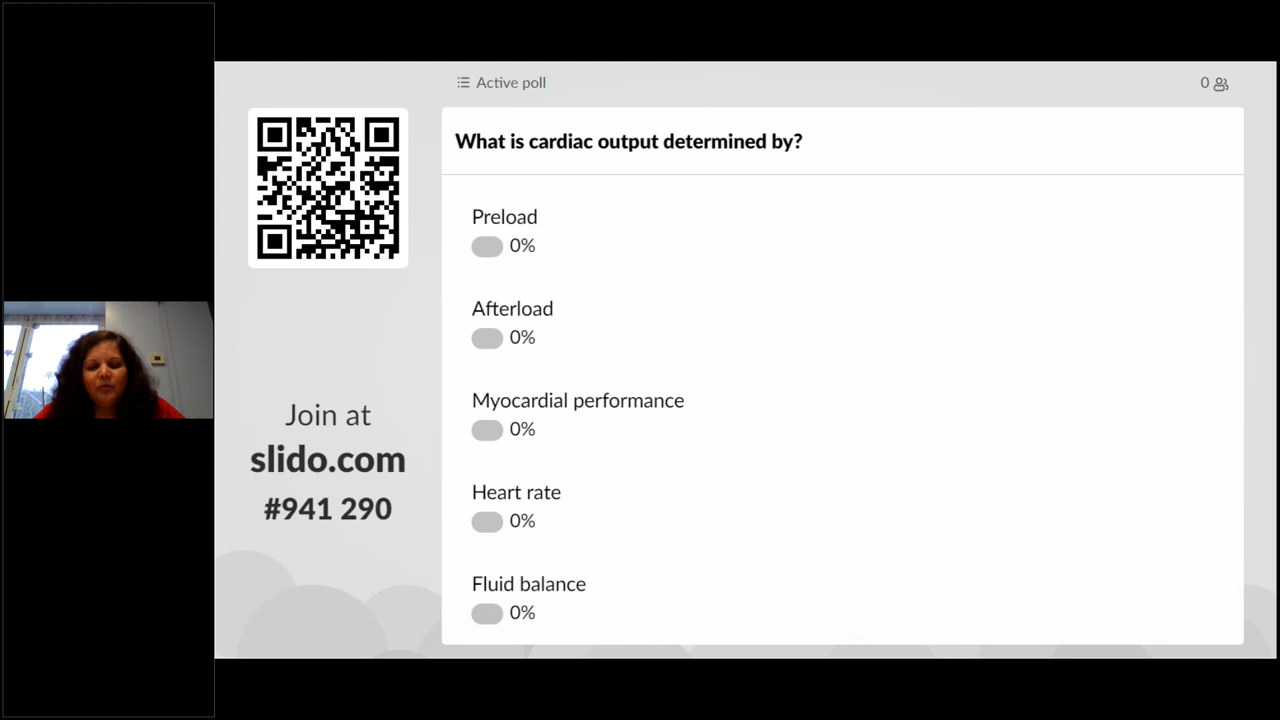 Active poll
0
What is cardiac output determined by?
Preload
0%
Afterload
0%
Myocardial performance
0%
Heart rate
0%
Fluid balance
0%
Join at
slido.com
#941 290